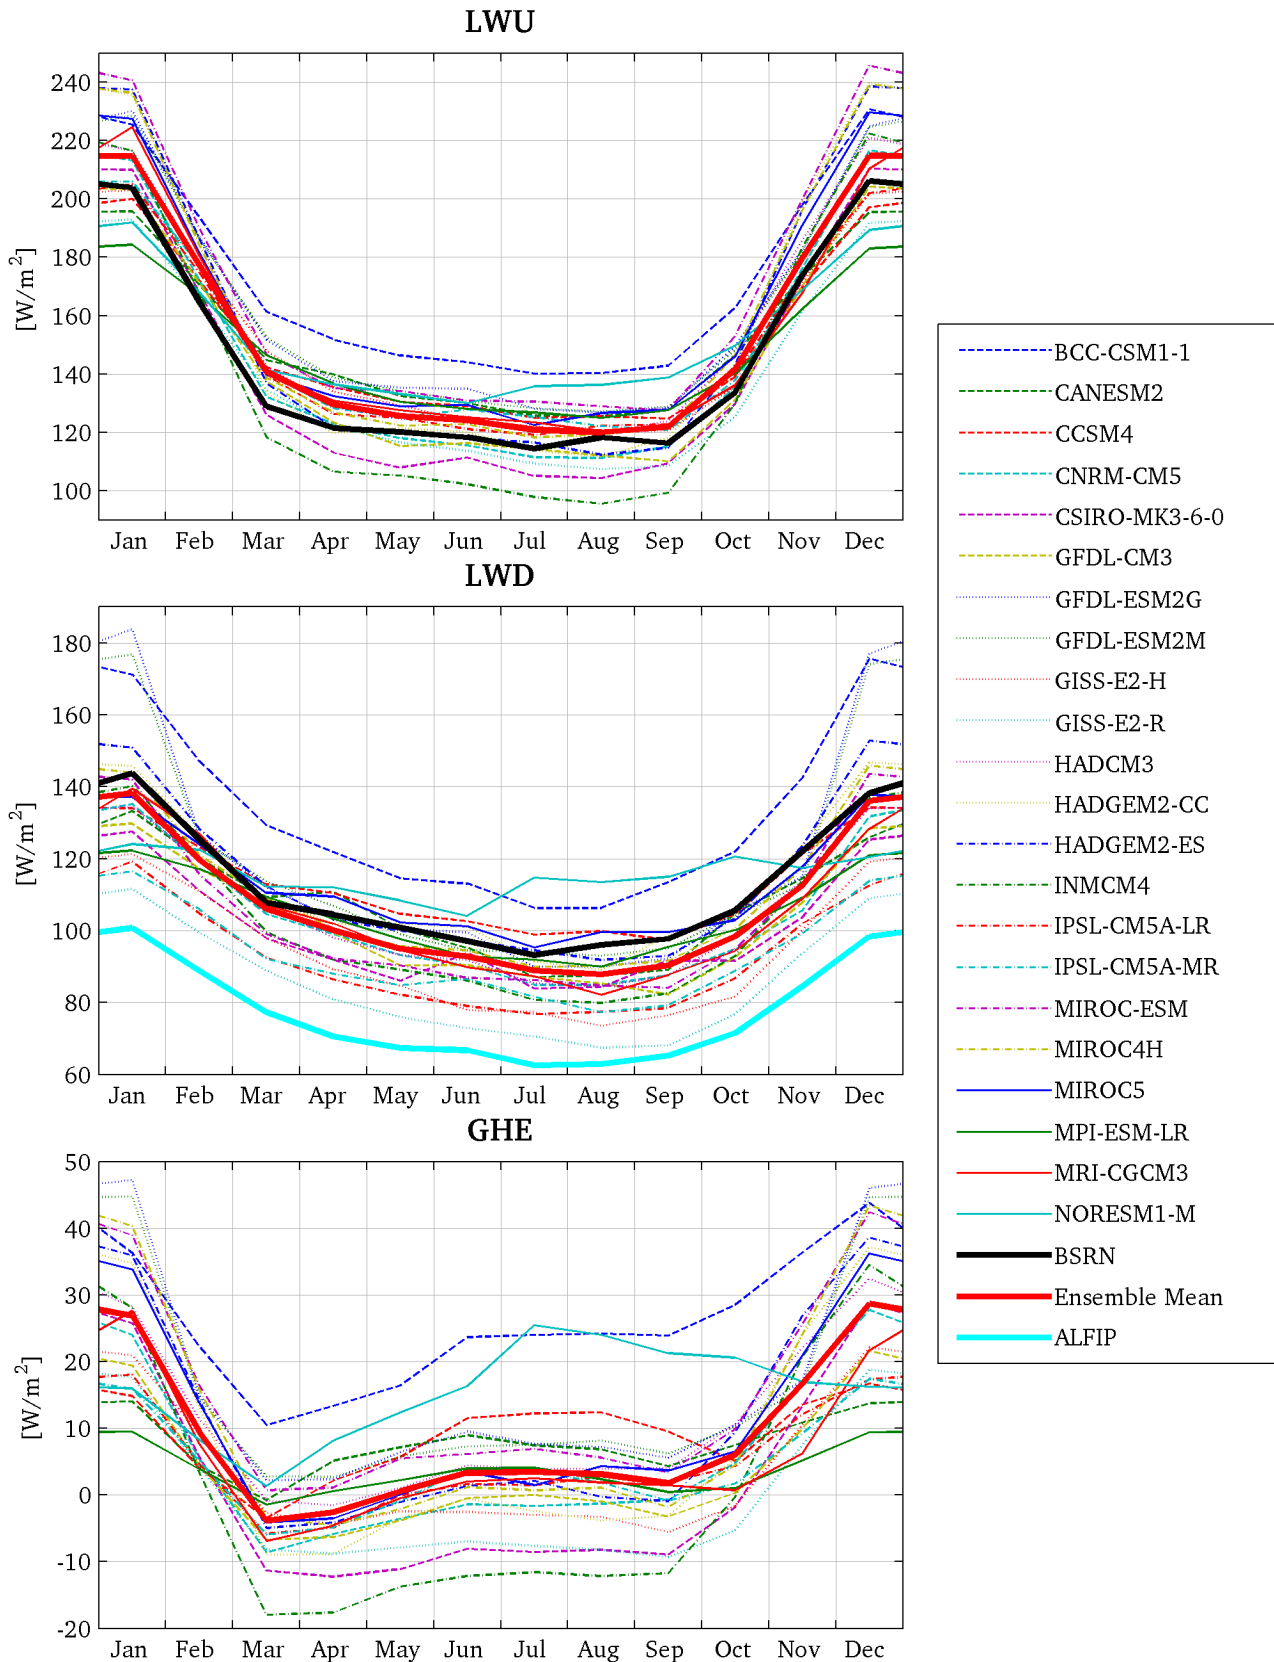 LWU
240
220
200
180
160
140
120
100
[W/m²]
Jan Feb Mar Apr May Jun Jul Aug Sep Oct Nov Dec
LWD
180
160
140
120
100
80
60
[W/m²]
Jan Feb Mar Apr May Jun Jul Aug Sep Oct Nov Dec
GHE
50
40
30
20
10
0
-10
-20
[W/m²]
Jan Feb Mar Apr May Jun Jul Aug Sep Oct Nov Dec
BCC-CSM1-1
CANESM2
CCSM4
CNRM-CM5
CSIRO-MK3-6-0
GFDL-CM3
GFDL-ESM2G
GFDL-ESM2M
GISS-E2-H
GISS-E2-R
HADCM3
HADGEM2-CC
HADGEM2-ES
INMCM4
IPSL-CM5A-LR
IPSL-CM5A-MR
MIROC-ESM
MIROC4H
MIROC5
MPI-ESM-LR
MRI-CGCM3
NORESM1-M
BSRN
Ensemble Mean
ALFIP